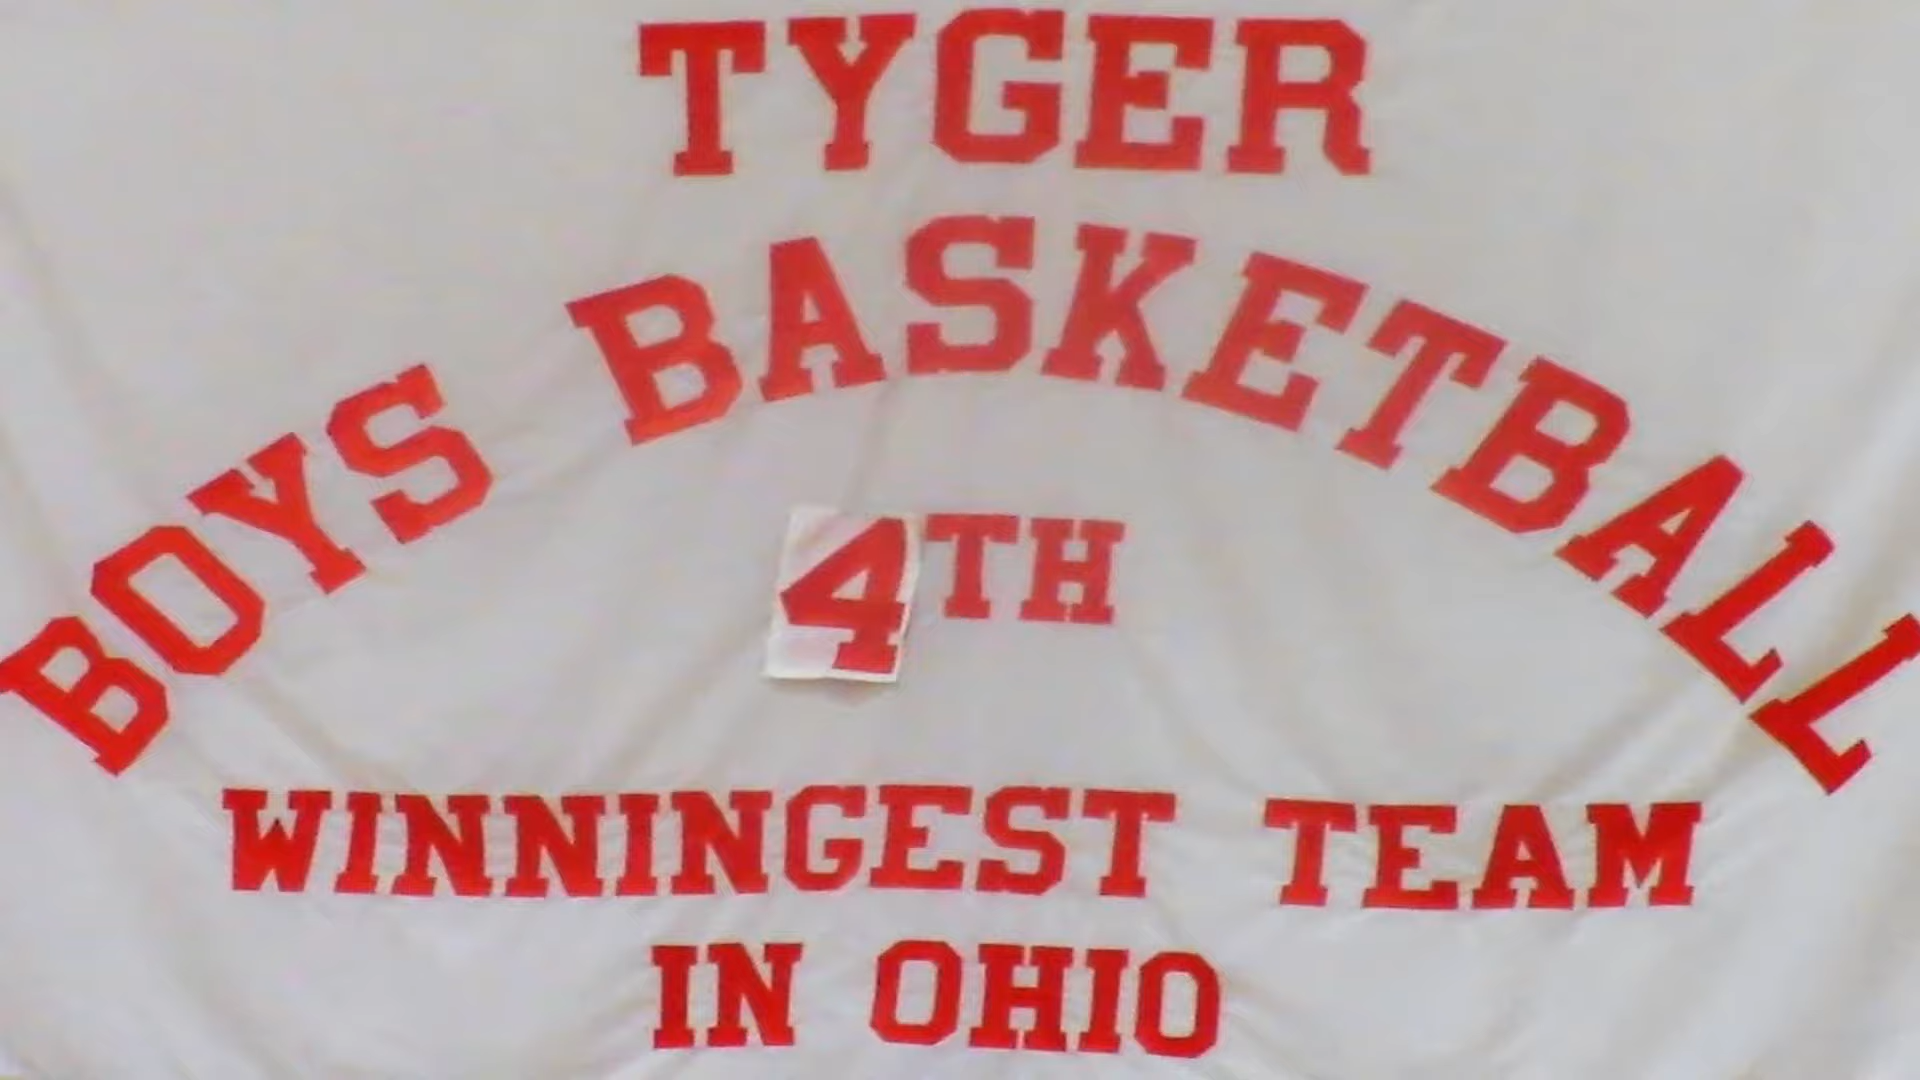 TYGER
BOYS BASKETBALL
4TH
WINNINGEST TEAM
IN OHIO